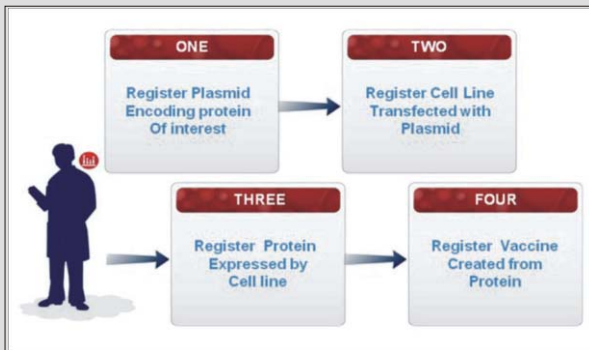 ONE
Register Plasmid
Encoding protein
Of interest
TWO
Register Cell Line
Transfected with
Plasmid
THREE
Register Protein
Expressed by
Cell line
FOUR
Register Vaccine
Created from
Protein